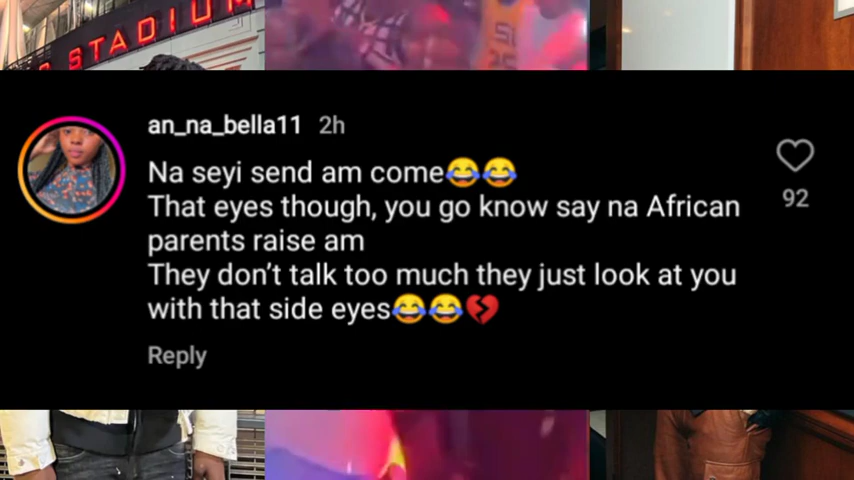 STADIUM
an_na_bella11 2h
Na seyi send am come😂😂
That eyes though, you go know say na African
parents raise am
They don't talk too much they just look at you
with that side eyes😂😂💔
92
Reply